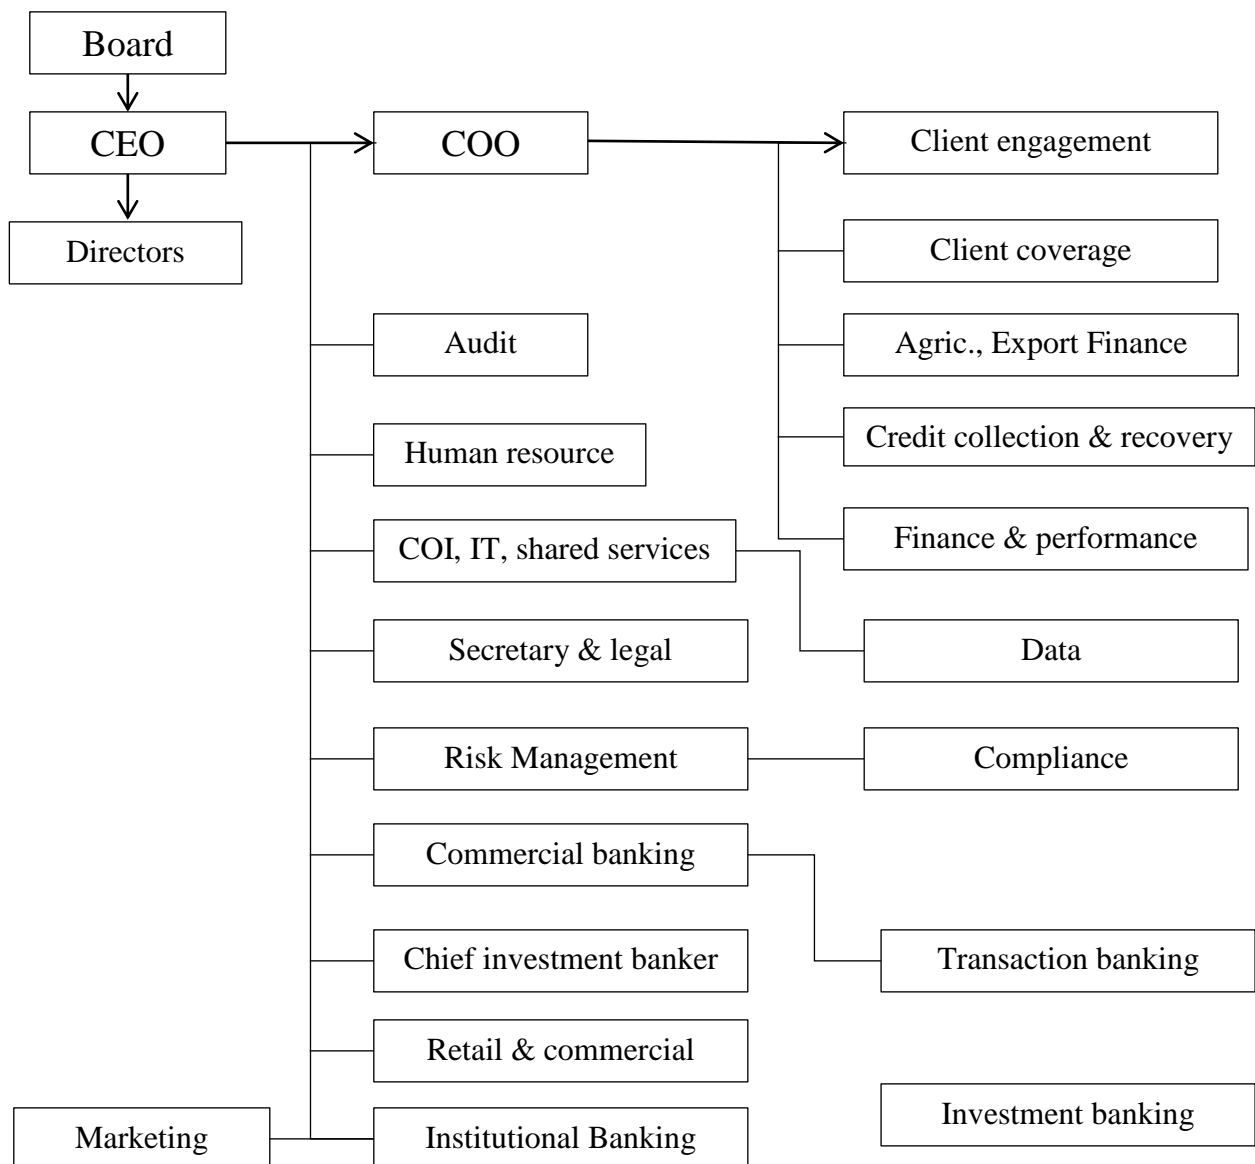 Board
CEO
COO
Client engagement
Directors
Client coverage
Audit
Agric., Export Finance
Human resource
Credit collection & recovery
COI, IT, shared services
Finance & performance
Secretary & legal
Data
Risk Management
Compliance
Commercial banking
Chief investment banker
Transaction banking
Retail & commercial
Investment banking
Marketing
Institutional Banking